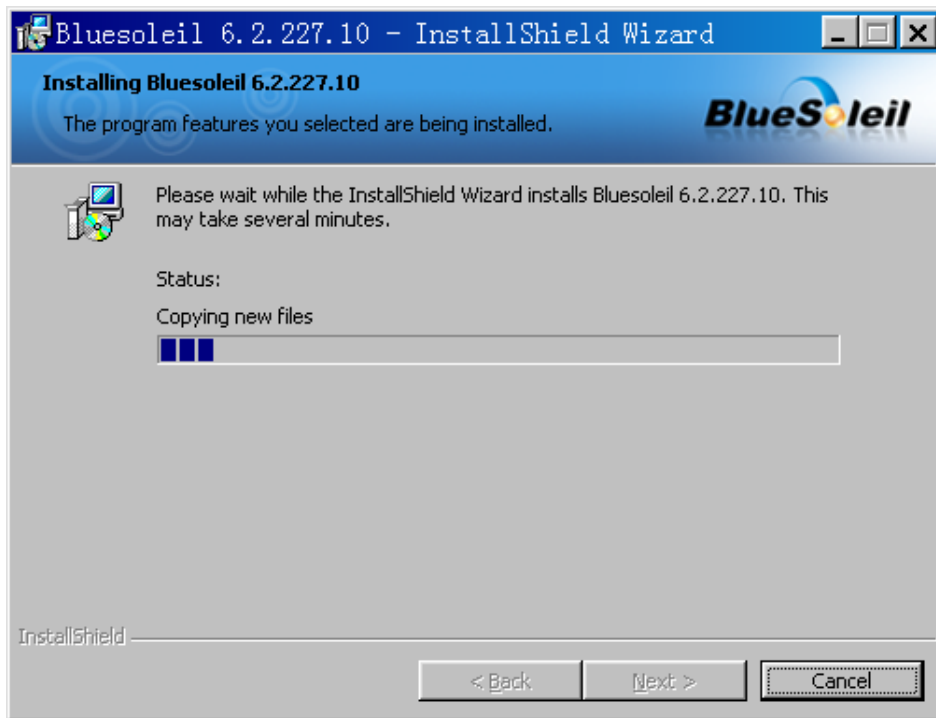 Bluesoleil 6.2.227.10 - InstallShield Wizard
Installing Bluesoleil 6.2.227.10
The program features you selected are being installed.
BlueSoleil
Please wait while the InstallShield Wizard installs Bluesoleil 6.2.227.10. This
may take several minutes.
Status:
Copying new files
InstallShield
< Back
Next >
Cancel